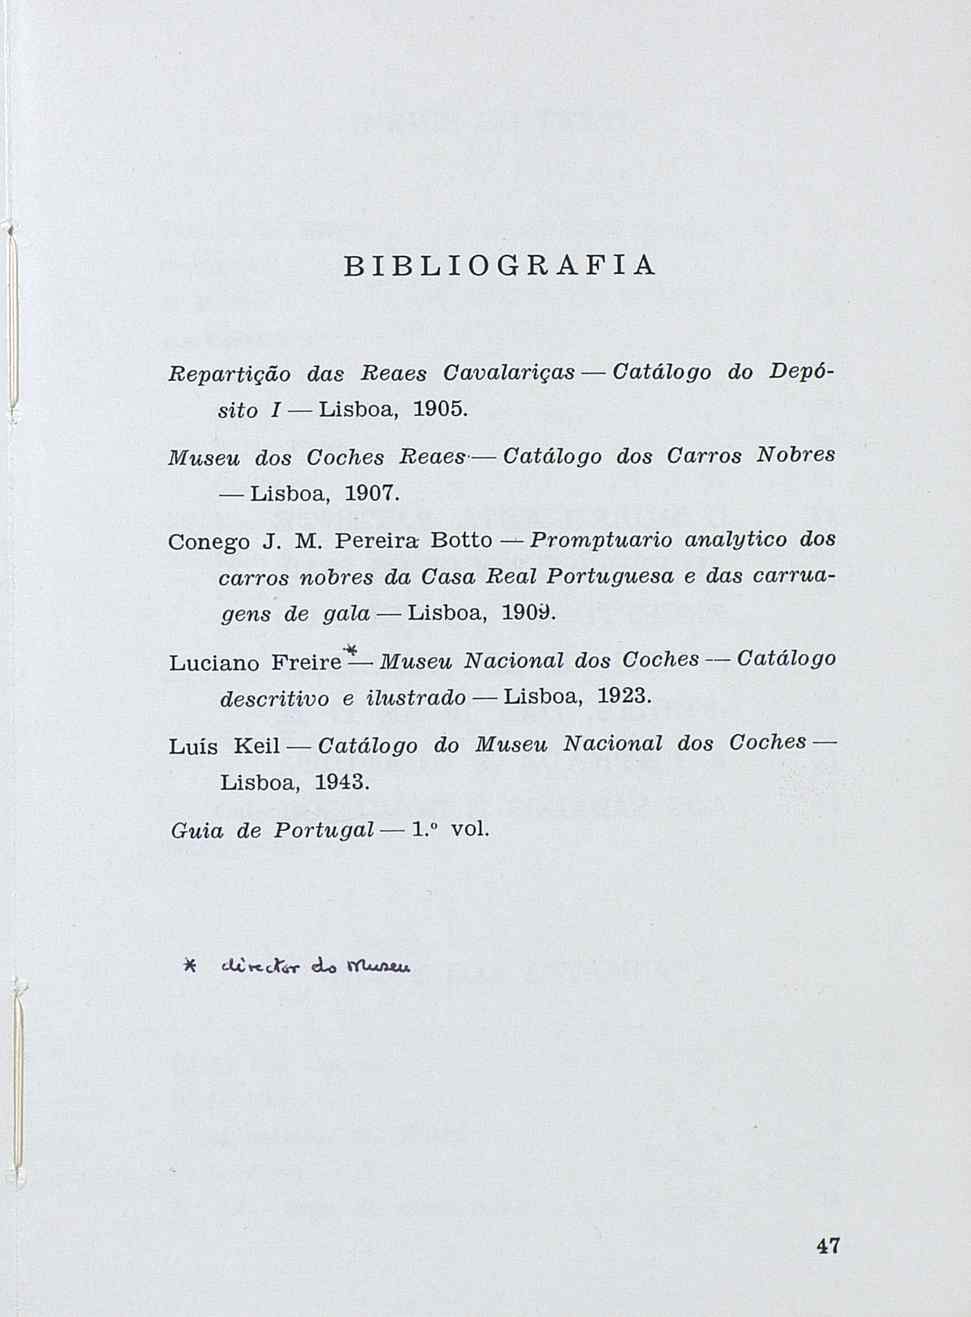 BIBLIOGRAFIA
Repartição das Reaes Cavalariças — Catálogo do Depó-
sito I — Lisboa, 1905.
Museu dos Coches Reaes — Catálogo dos Carros Nobres
— Lisboa, 1907.
Conego J. M. Pereira Botto — Promptuario analytico dos
carros nobres da Casa Real Portuguesa e das carrua-
gens de gala — Lisboa, 1909.
Luciano Freire * — Museu Nacional dos Coches — Catálogo
descritivo e ilustrado — Lisboa, 1923.
Luís Keil — Catálogo do Museu Nacional dos Coches —
Lisboa, 1943.
Guia de Portugal — 1.º vol.
* director do Museu
47